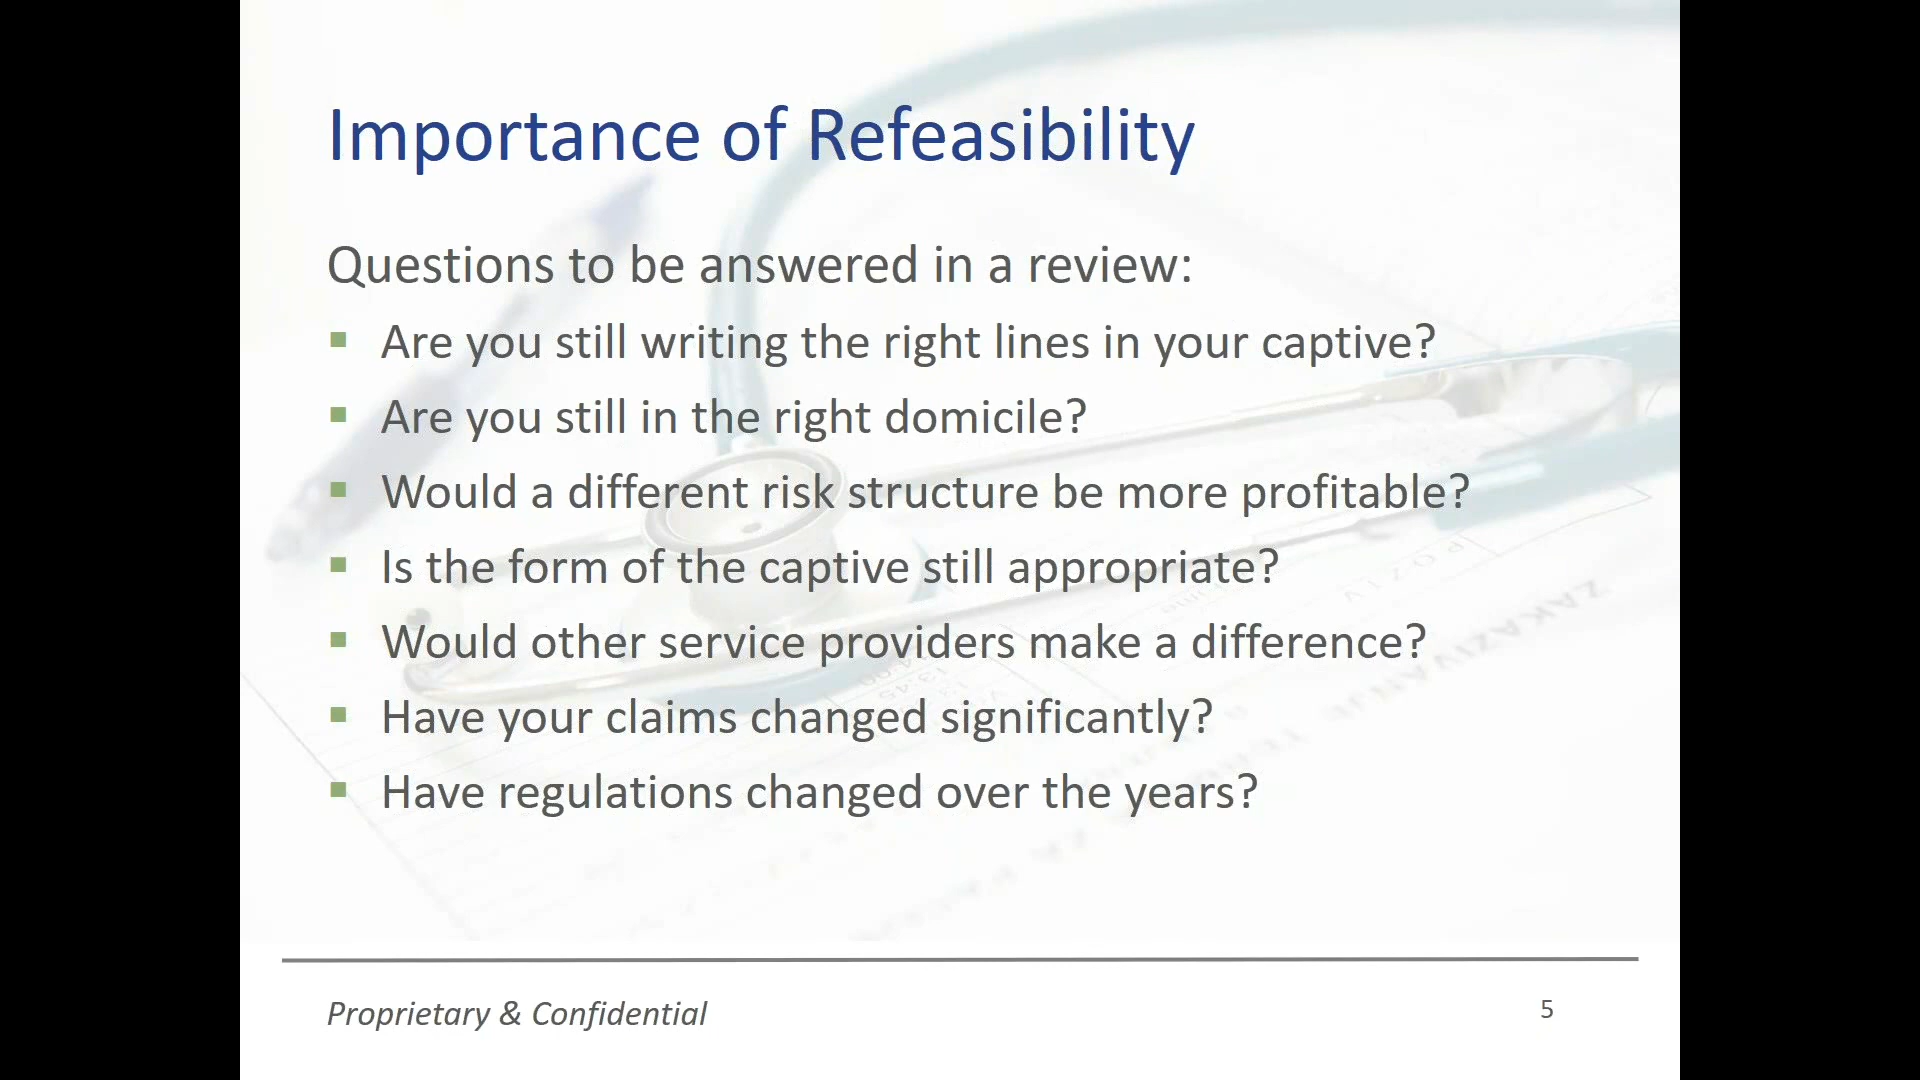 Importance of Refeasibility
Questions to be answered in a review:
Are you still writing the right lines in your captive?
Are you still in the right domicile?
Would a different risk structure be more profitable?
Is the form of the captive still appropriate?
Would other service providers make a difference?
Have your claims changed significantly?
Have regulations changed over the years?
Proprietary & Confidential
5